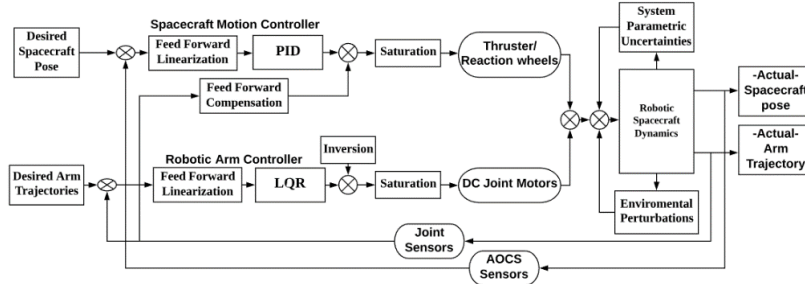 Spacecraft Motion Controller
Desired
Spacecraft
Pose
Feed Forward
Linearization
PID
Saturation
Thruster/
Reaction wheels
System
Parametric
Uncertainties
Feed Forward
Compensation
Robotic
Spacecraft
Dynamics
-Actual-
Spacecraft
pose
-Actual-
Arm
Trajectory
Robotic Arm Controller
Inversion
Desired Arm
Trajectories
Feed Forward
Linearization
LQR
Saturation
DC Joint Motors
Enviromental
Perturbations
Joint
Sensors
AOCS
Sensors